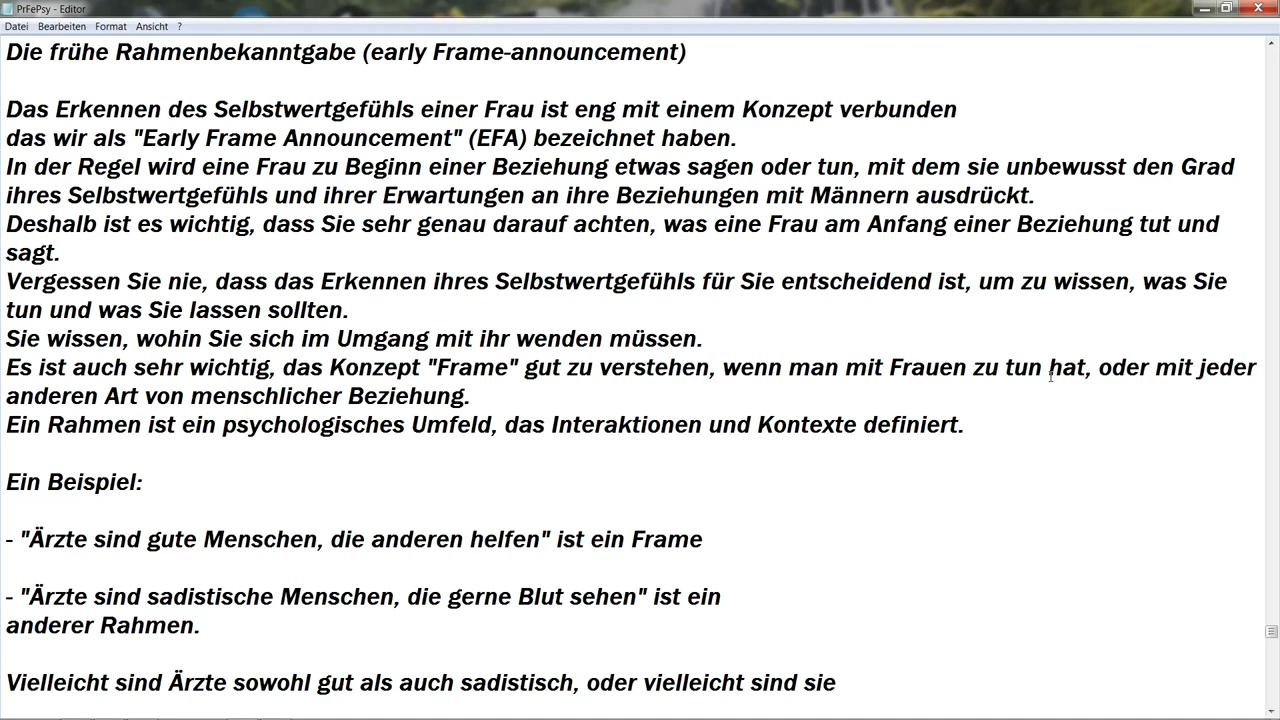 PrFePsy - Editor
Datei Bearbeiten Format Ansicht ?
Die frühe Rahmenbekanntgabe (early Frame-announcement)
Das Erkennen des Selbstwertgefühls einer Frau ist eng mit einem Konzept verbunden
das wir als "Early Frame Announcement" (EFA) bezeichnet haben.
In der Regel wird eine Frau zu Beginn einer Beziehung etwas sagen oder tun, mit dem sie unbewusst den Grad
ihres Selbstwertgefühls und ihrer Erwartungen an ihre Beziehungen mit Männern ausdrückt.
Deshalb ist es wichtig, dass Sie sehr genau darauf achten, was eine Frau am Anfang einer Beziehung tut und
sagt.
Vergessen Sie nie, dass das Erkennen ihres Selbstwertgefühls für Sie entscheidend ist, um zu wissen, was Sie
tun und was Sie lassen sollten.
Sie wissen, wohin Sie sich im Umgang mit ihr wenden müssen.
Es ist auch sehr wichtig, das Konzept "Frame" gut zu verstehen, wenn man mit Frauen zu tun hat, oder mit jeder
anderen Art von menschlicher Beziehung.
Ein Rahmen ist ein psychologisches Umfeld, das Interaktionen und Kontexte definiert.
Ein Beispiel:
- "Ärzte sind gute Menschen, die anderen helfen" ist ein Frame
- "Ärzte sind sadistische Menschen, die gerne Blut sehen" ist ein
anderer Rahmen.
Vielleicht sind Ärzte sowohl gut als auch sadistisch, oder vielleicht sind sie